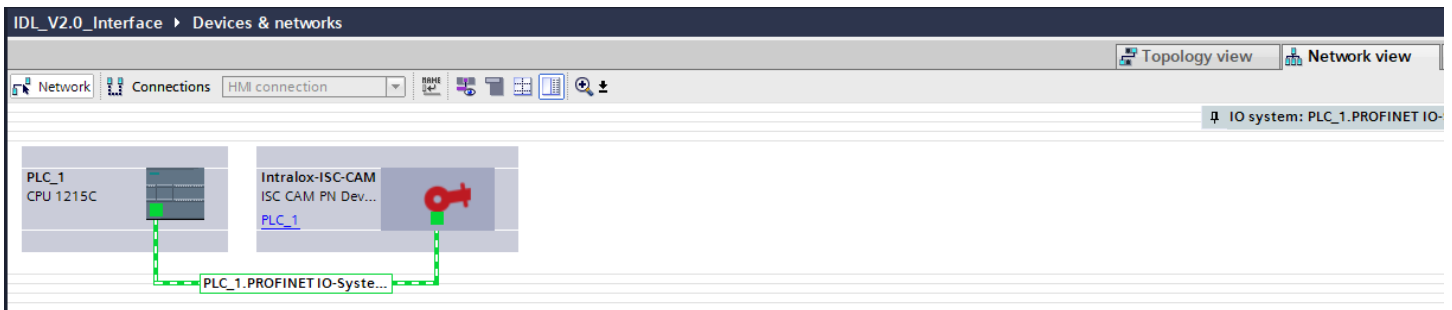 IDL_V2.0_Interface ▸ Devices & networks
Topology view Network view
Network Connections HMI connection
IO system: PLC_1.PROFINET IO-
PLC_1
CPU 1215C
Intralox-ISC-CAM
ISC CAM PN Dev...
PLC_1
PLC_1.PROFINET IO-Syste...